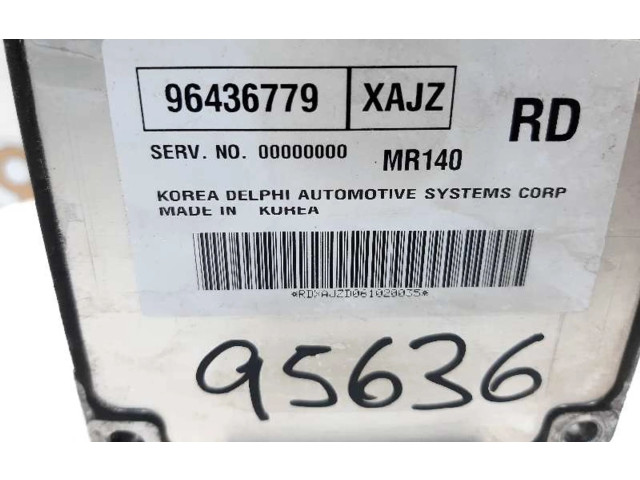 96436779 XAJZ RD
SERV. NO. 00000000 MR140
KOREA DELPHI AUTOMOTIVE SYSTEMS CORP
MADE IN KOREA
*RDXAJZD061020035*
95636